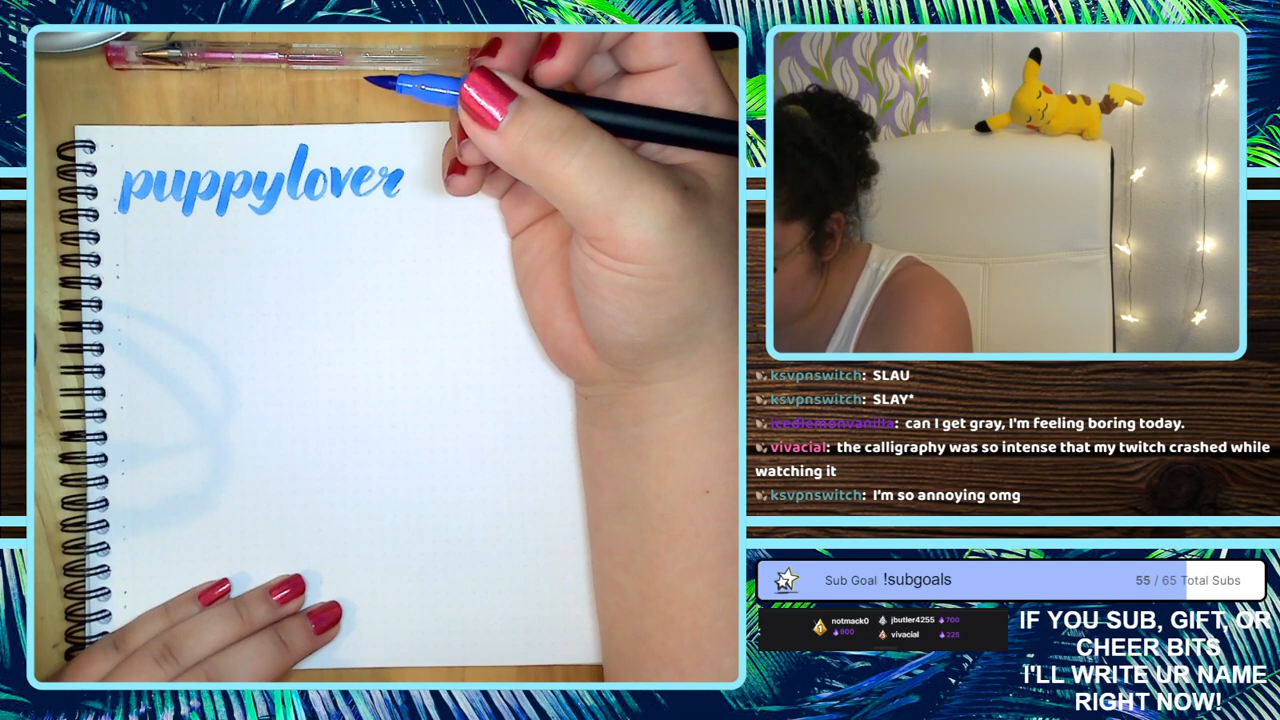 puppylover
ksvpnswitch: SLAU
ksvpnswitch: SLAY*
icedlemonvanilla: can I get gray, I'm feeling boring today.
vivacial: the calligraphy was so intense that my twitch crashed while
watching it
ksvpnswitch: I'm so annoying omg
Sub Goal !subgoals 55 / 65 Total Subs
1 notmack0 900
jbutler4255 700
vivacial 225
IF YOU SUB, GIFT, OR
CHEER BITS
I'LL WRITE UR NAME
RIGHT NOW!